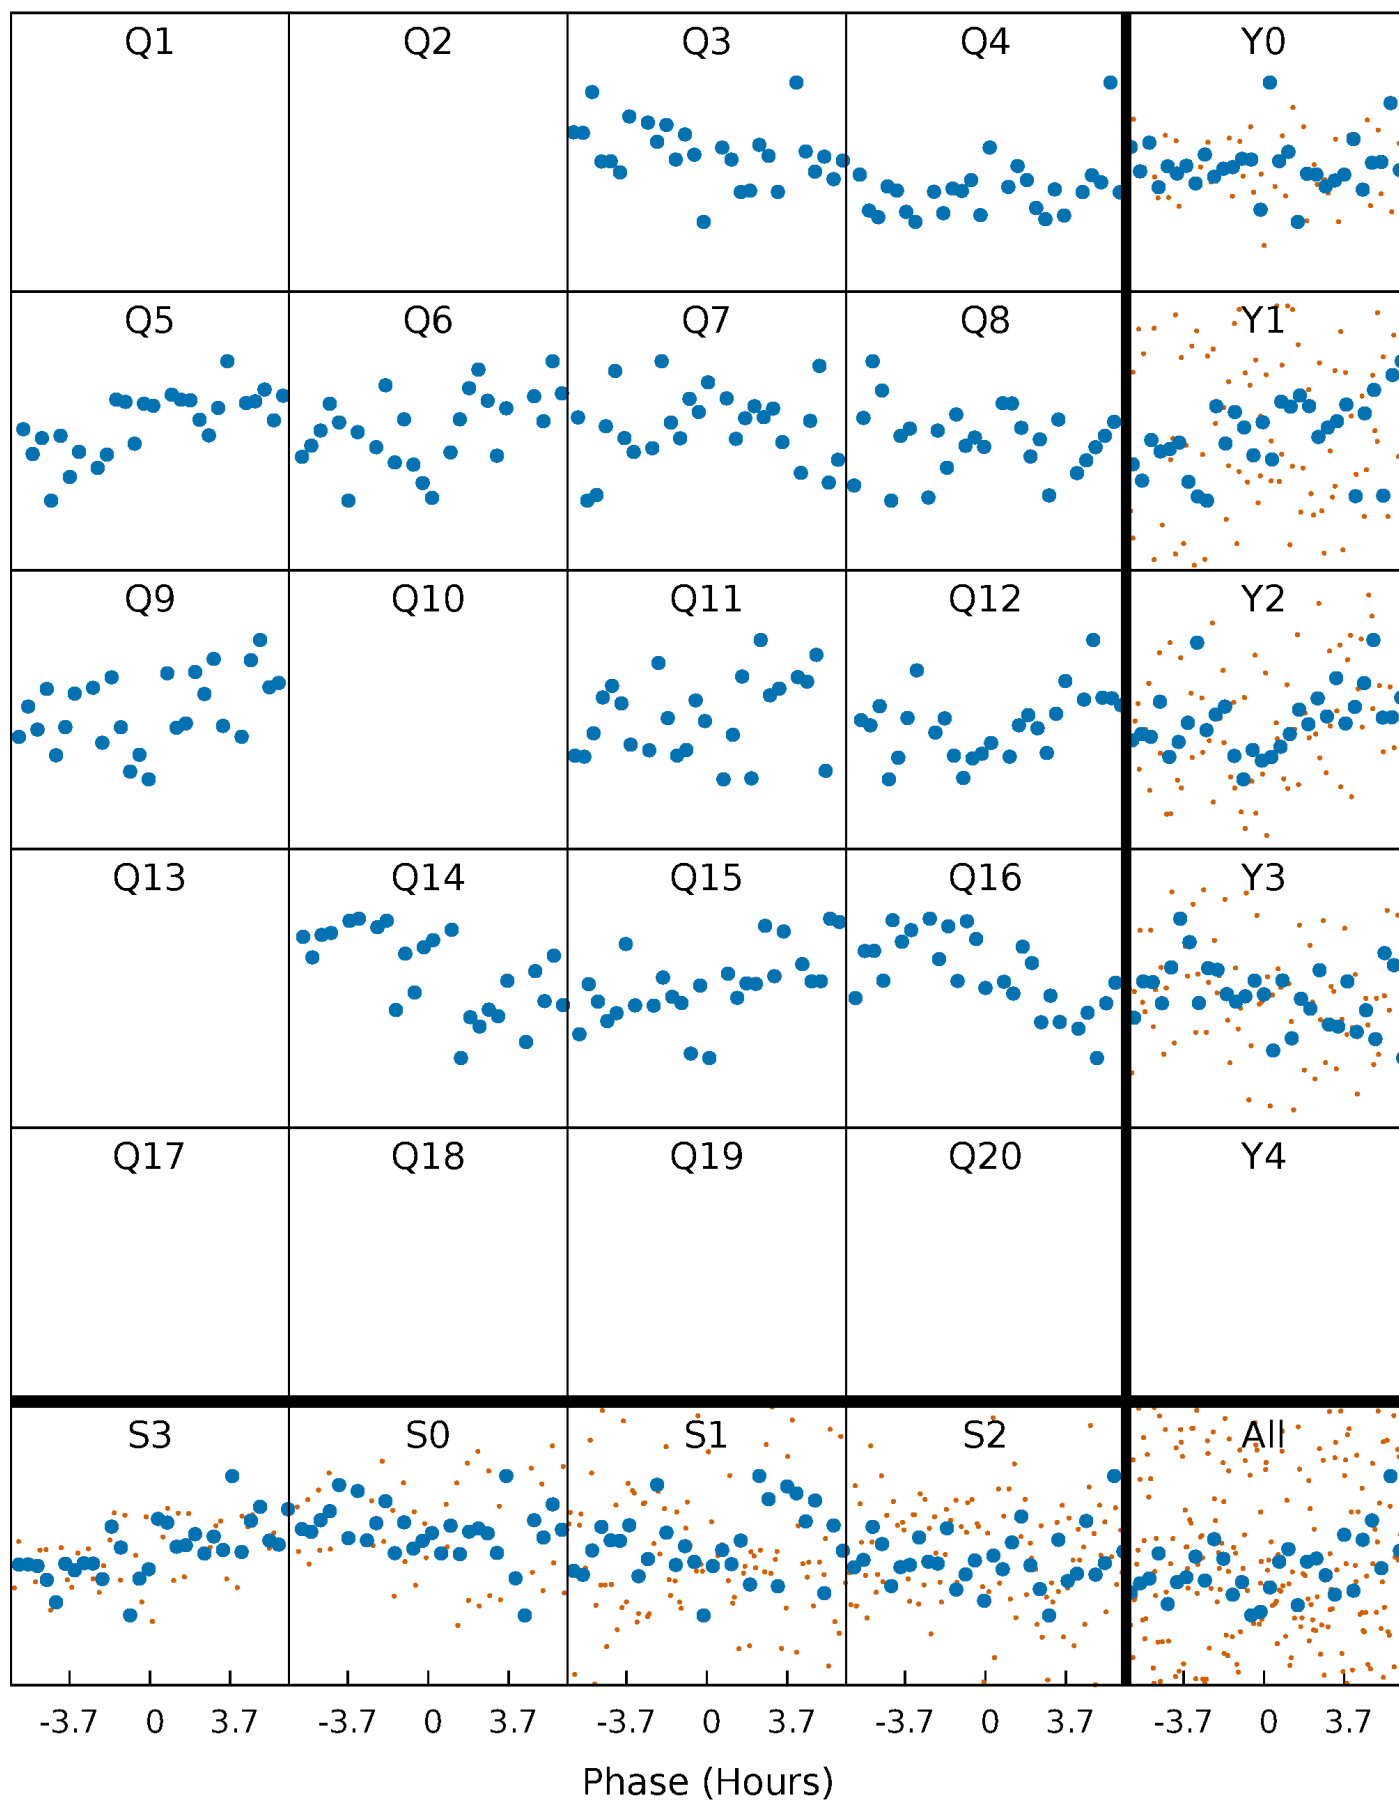 Q1 Q2 Q3 Q4 Y0
Q5 Q6 Q7 Q8 Y1
Q9 Q10 Q11 Q12 Y2
Q13 Q14 Q15 Q16 Y3
Q17 Q18 Q19 Q20 Y4
S3 S0 S1 S2 All
-3.7 0 3.7 -3.7 0 3.7 -3.7 0 3.7 -3.7 0 3.7 -3.7 0 3.7
Phase (Hours)